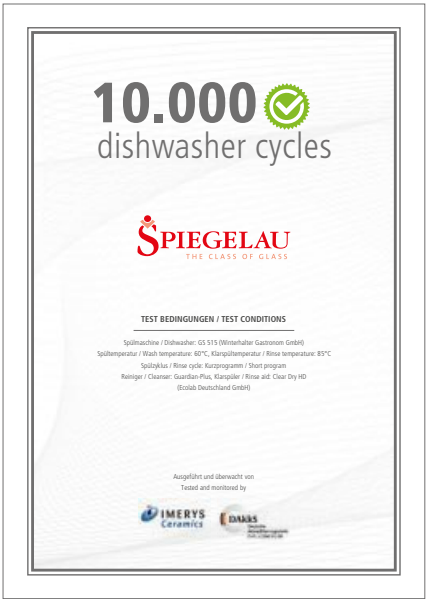 10.000
dishwasher cycles
SPIEGELAU
THE CLASS OF GLASS
TEST BEDINGUNGEN / TEST CONDITIONS
Spülmaschine / Dishwasher: GS 515 (Winterhalter Gastronom GmbH)
Spültemperatur / Wash temperature: 60°C, Klarspültemperatur / Rinse temperature: 85°C
Spülzyklus / Rinse cycle: Kurzprogramm / Short program
Reiniger / Cleanser: Guardian-Plus, Klarspüler / Rinse aid: Clear Dry HD
(Ecolab Deutschland GmbH)
Ausgeführt und überwacht von
Tested and monitored by
IMERYS
Ceramics
DAkkS
Deutsche
Akkreditierungsstelle